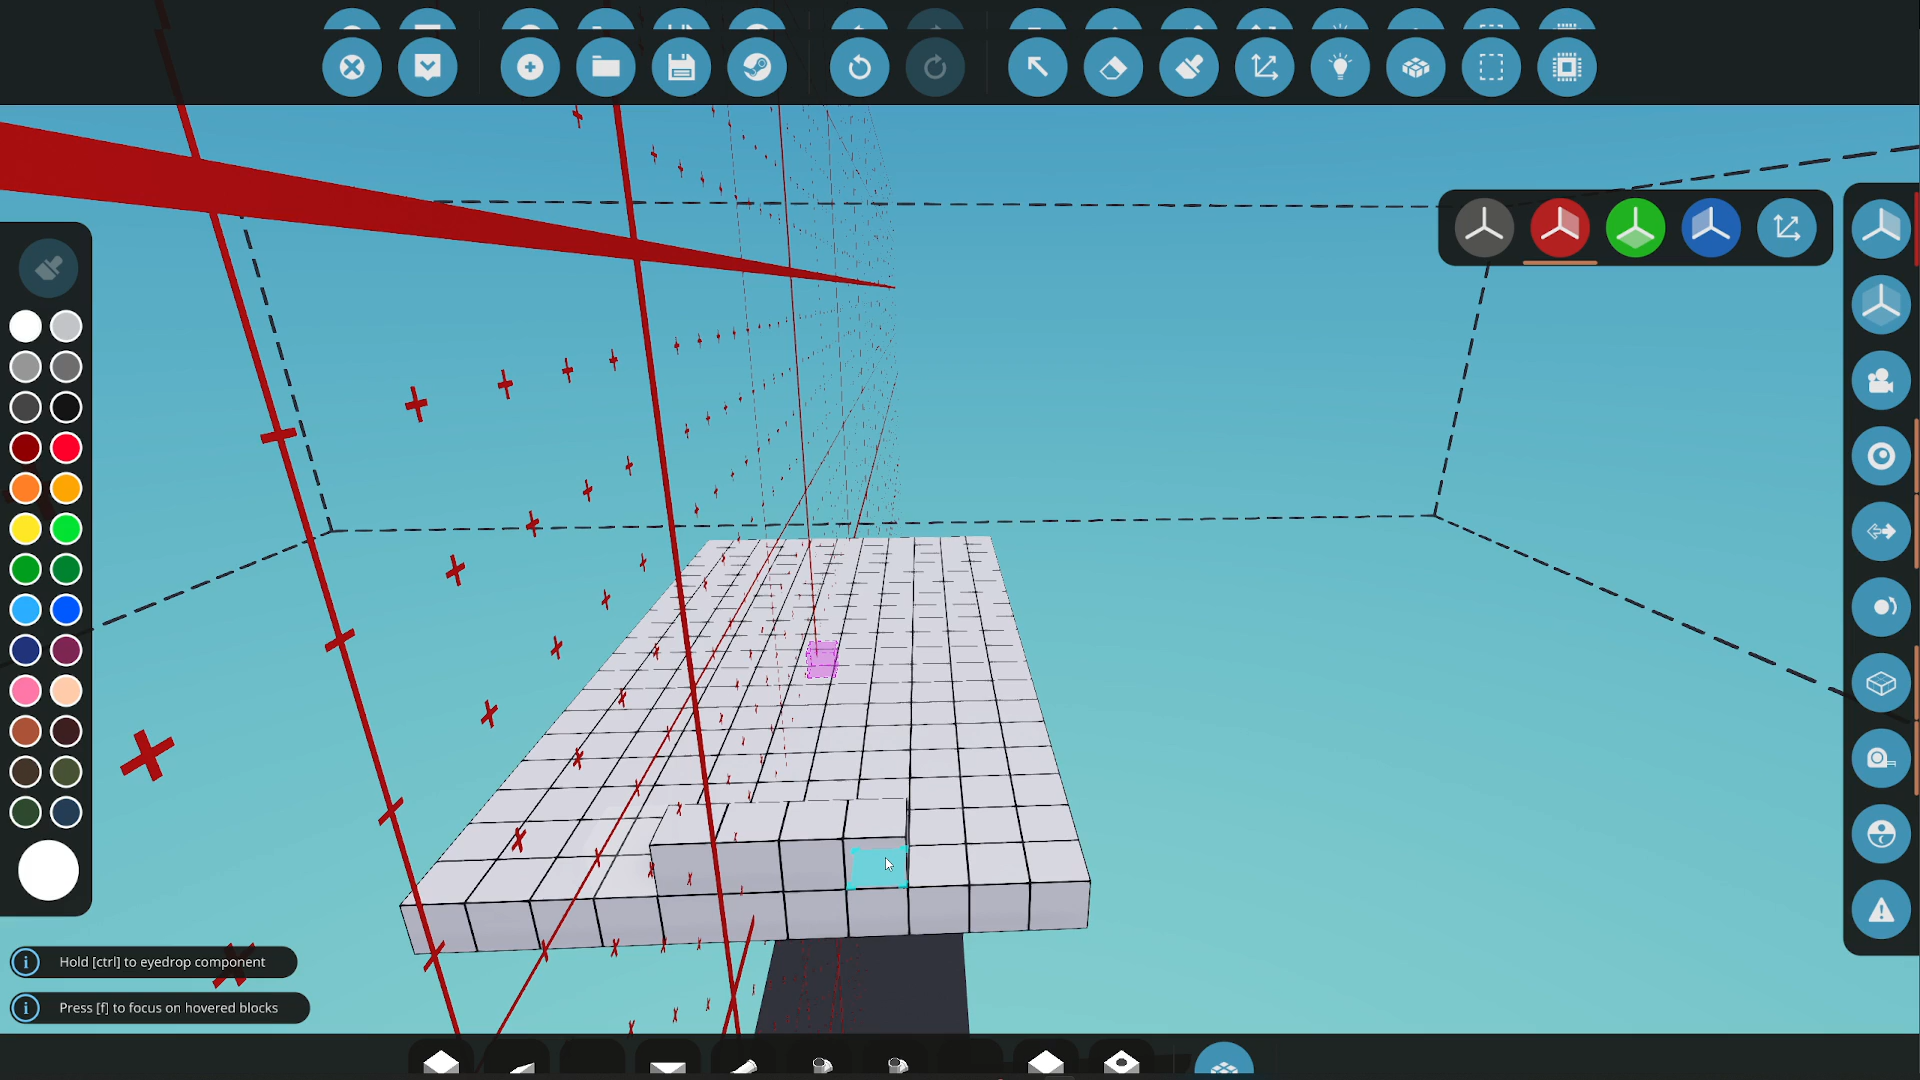 Hold [ctrl] to eyedrop component
Press [f] to focus on hovered blocks